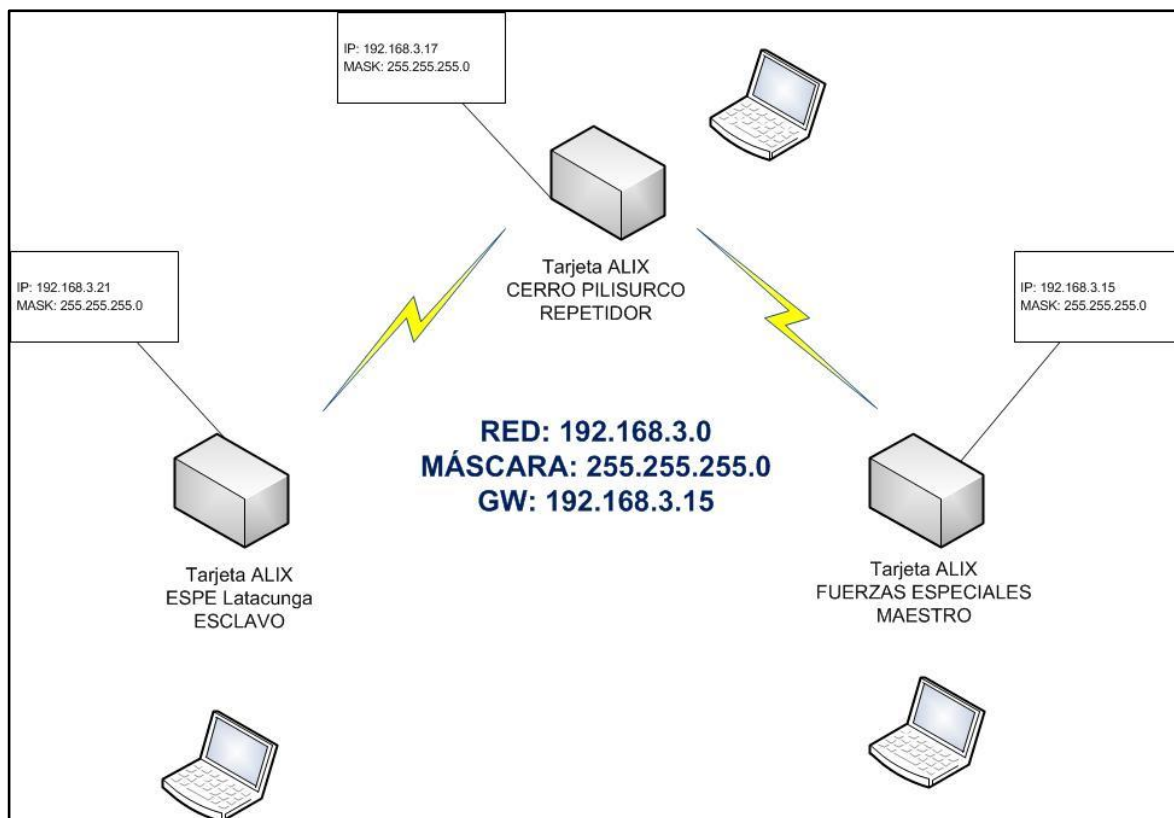 IP: 192.168.3.17
MASK: 255.255.255.0
Tarjeta ALIX
CERRO PILISURCO
REPETIDOR
IP: 192.168.3.21
MASK: 255.255.255.0
IP: 192.168.3.15
MASK: 255.255.255.0
RED: 192.168.3.0
MÁSCARA: 255.255.255.0
GW: 192.168.3.15
Tarjeta ALIX
ESPE Latacunga
ESCLAVO
Tarjeta ALIX
FUERZAS ESPECIALES
MAESTRO